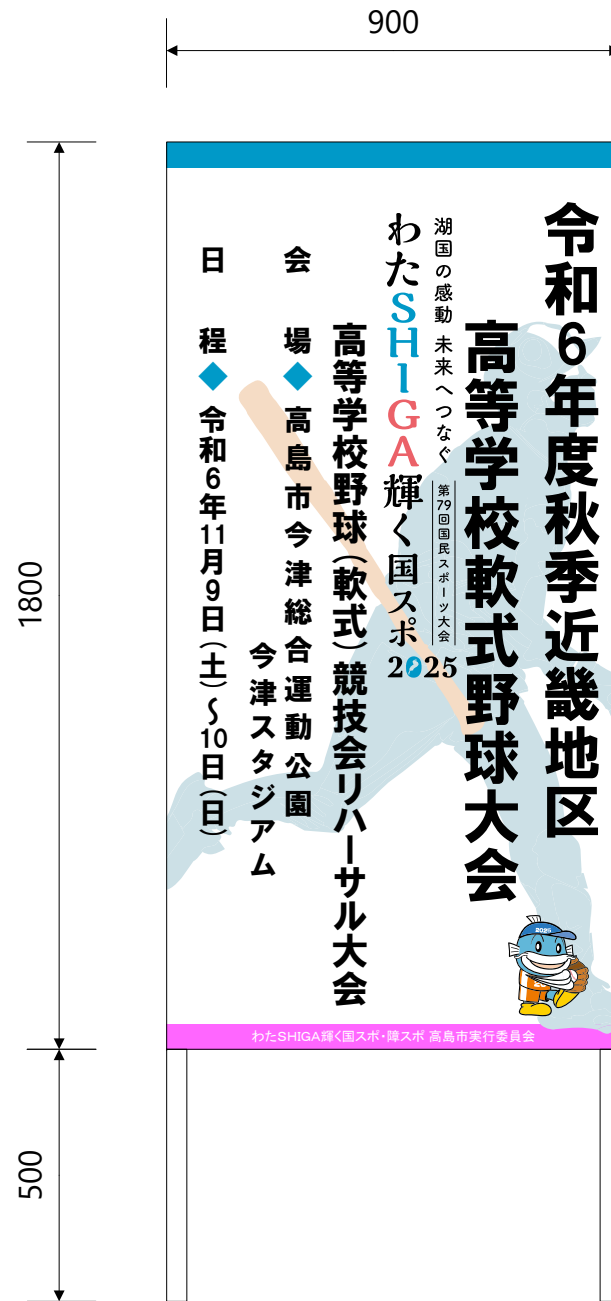 900
1800
500
令和6年度秋季近畿地区
高等学校軟式野球大会
湖国の感動 未来へつなぐ
第79回国民スポーツ大会
わたSHIGA輝く国スポ
2025
高等学校野球（軟式）競技会リハーサル大会
会場◆高島市今津総合運動公園
今津スタジアム
日程◆令和6年11月9日（土）～10日（日）
2025
わたSHIGA輝く国スポ・障スポ 高島市実行委員会